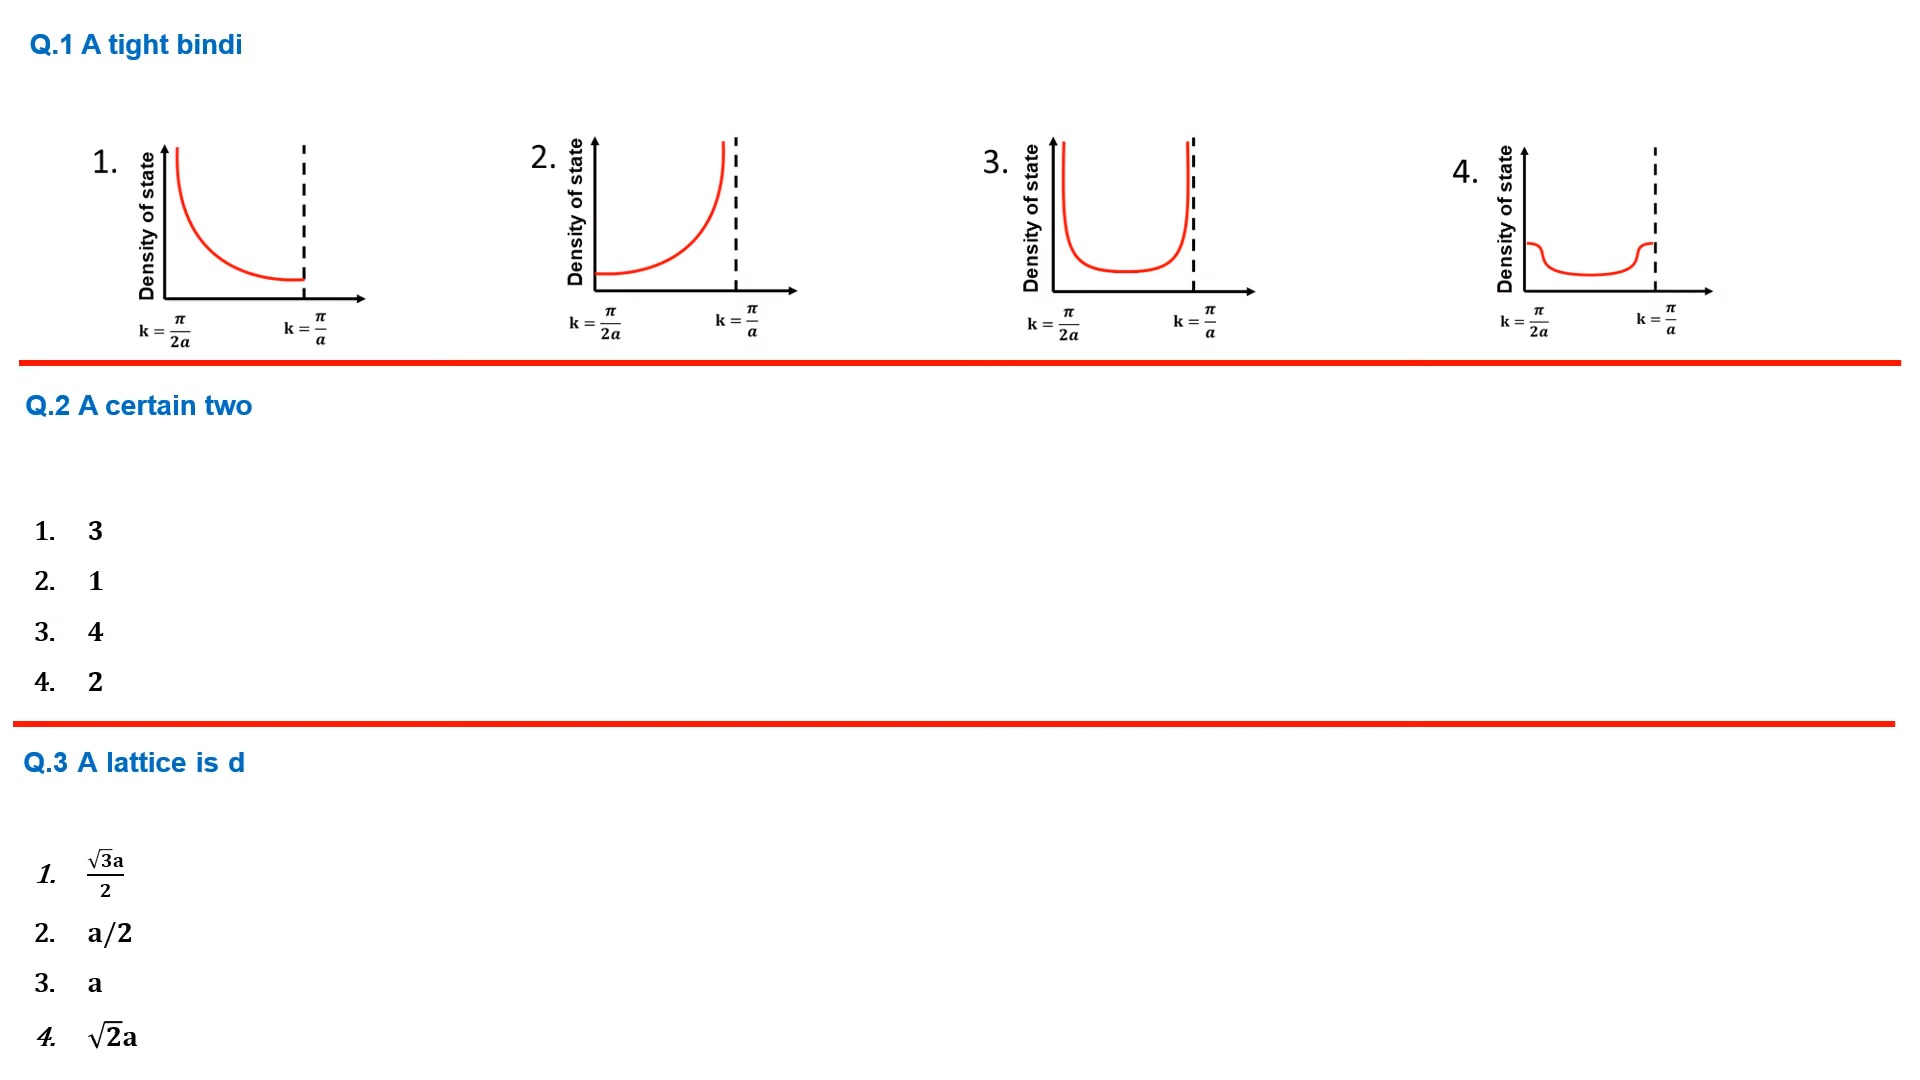 Q.1 A tight bindi
1.
Density of state
k = π/2a
k = π/a
2.
Density of state
k = π/2a
k = π/a
3.
Density of state
k = π/2a
k = π/a
4.
Density of state
k = π/2a
k = π/a
Q.2 A certain two
1. 3
2. 1
3. 4
4. 2
Q.3 A lattice is d
1. √3a/2
2. a/2
3. a
4. √2a